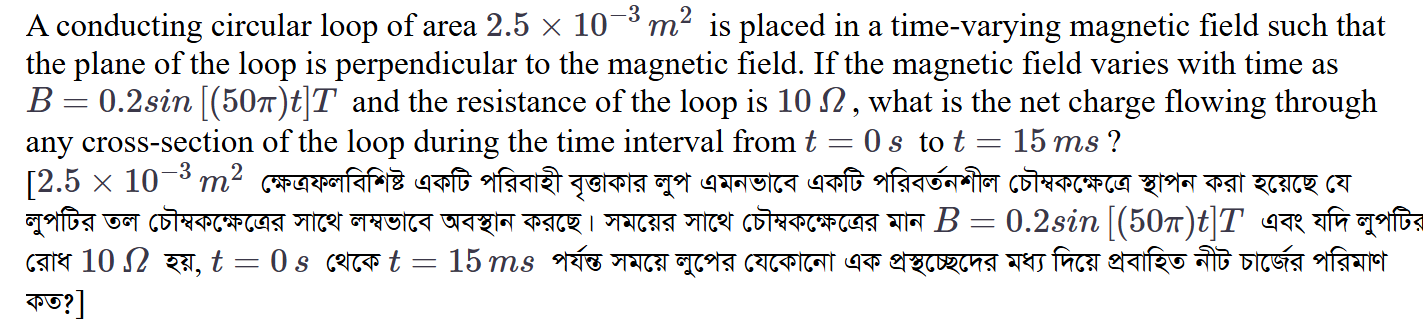 A conducting circular loop of area 2.5 × 10⁻³ m² is placed in a time-varying magnetic field such that
the plane of the loop is perpendicular to the magnetic field. If the magnetic field varies with time as
B = 0.2sin [(50π)t]T and the resistance of the loop is 10 Ω, what is the net charge flowing through
any cross-section of the loop during the time interval from t = 0 s to t = 15 ms ?
[2.5 × 10⁻³ m² ক্ষেত্রফলবিশিষ্ট একটি পরিবাহী বৃত্তাকার লুপ এমনভাবে একটি পরিবর্তনশীল চৌম্বকক্ষেত্রে স্থাপন করা হয়েছে যে
লুপটির তল চৌম্বকক্ষেত্রের সাথে লম্বভাবে অবস্থান করছে। সময়ের সাথে চৌম্বকক্ষেত্রের মান B = 0.2sin [(50π)t]T এবং যদি লুপটির
রোধ 10 Ω হয়, t = 0 s থেকে t = 15 ms পর্যন্ত সময়ে লুপের যেকোনো এক প্রস্থচ্ছেদের মধ্য দিয়ে প্রবাহিত নীট চার্জের পরিমাণ
কত?]